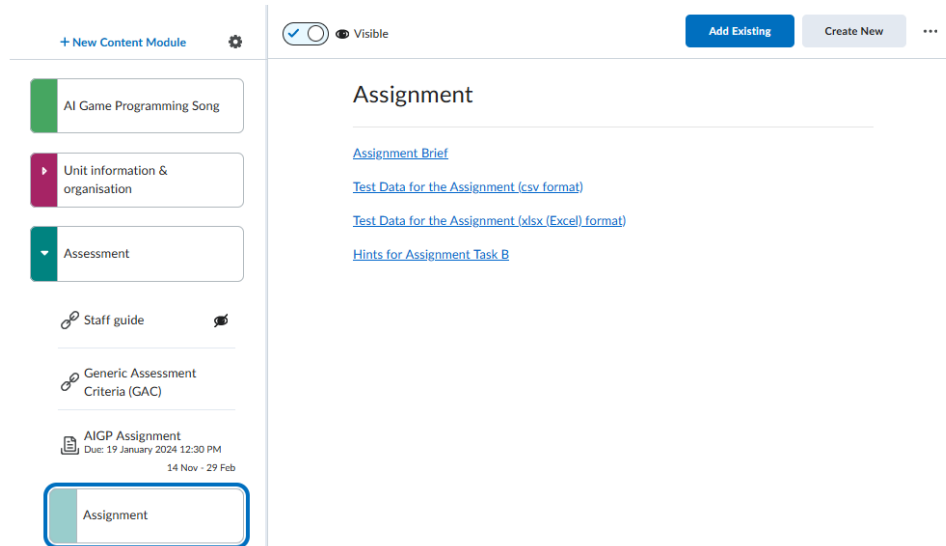 + New Content Module
AI Game Programming Song
Unit information &
organisation
Assessment
Staff guide
Generic Assessment
Criteria (GAC)
AIGP Assignment
Due: 19 January 2024 12:30 PM
14 Nov - 29 Feb
Assignment
Visible
Add Existing
Create New
Assignment
Assignment Brief
Test Data for the Assignment (csv format)
Test Data for the Assignment (xlsx (Excel) format)
Hints for Assignment Task B